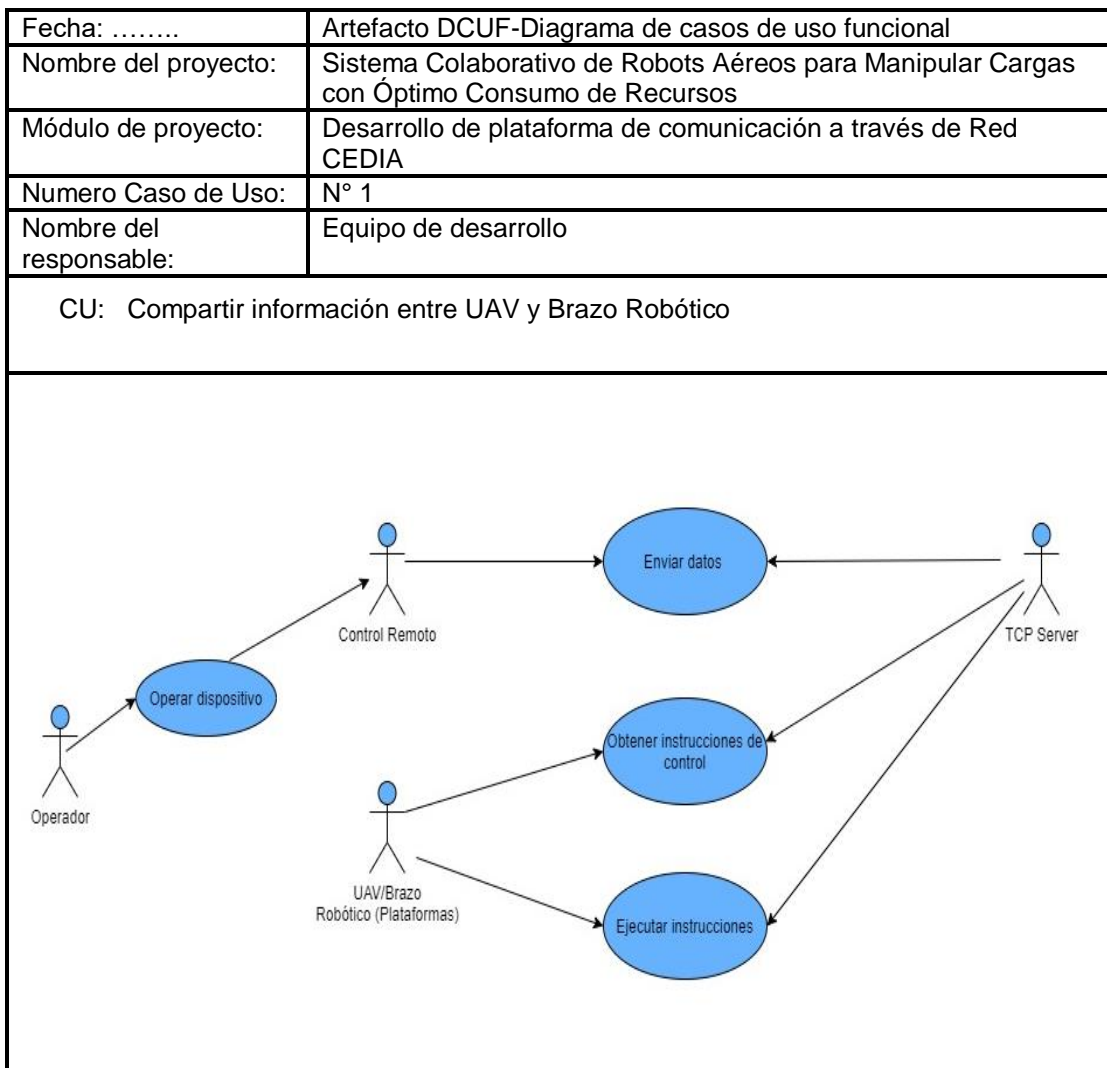 Fecha: ........ Artefacto DCUF-Diagrama de casos de uso funcional
Nombre del proyecto: Sistema Colaborativo de Robots Aéreos para Manipular Cargas
con Óptimo Consumo de Recursos
Módulo de proyecto: Desarrollo de plataforma de comunicación a través de Red
CEDIA
Numero Caso de Uso: N° 1
Nombre del Equipo de desarrollo
responsable:
CU: Compartir información entre UAV y Brazo Robótico
Enviar datos
Control Remoto
TCP Server
Operar dispositivo
Obtener instrucciones de
control
Operador
UAV/Brazo
Robótico (Plataformas)
Ejecutar instrucciones